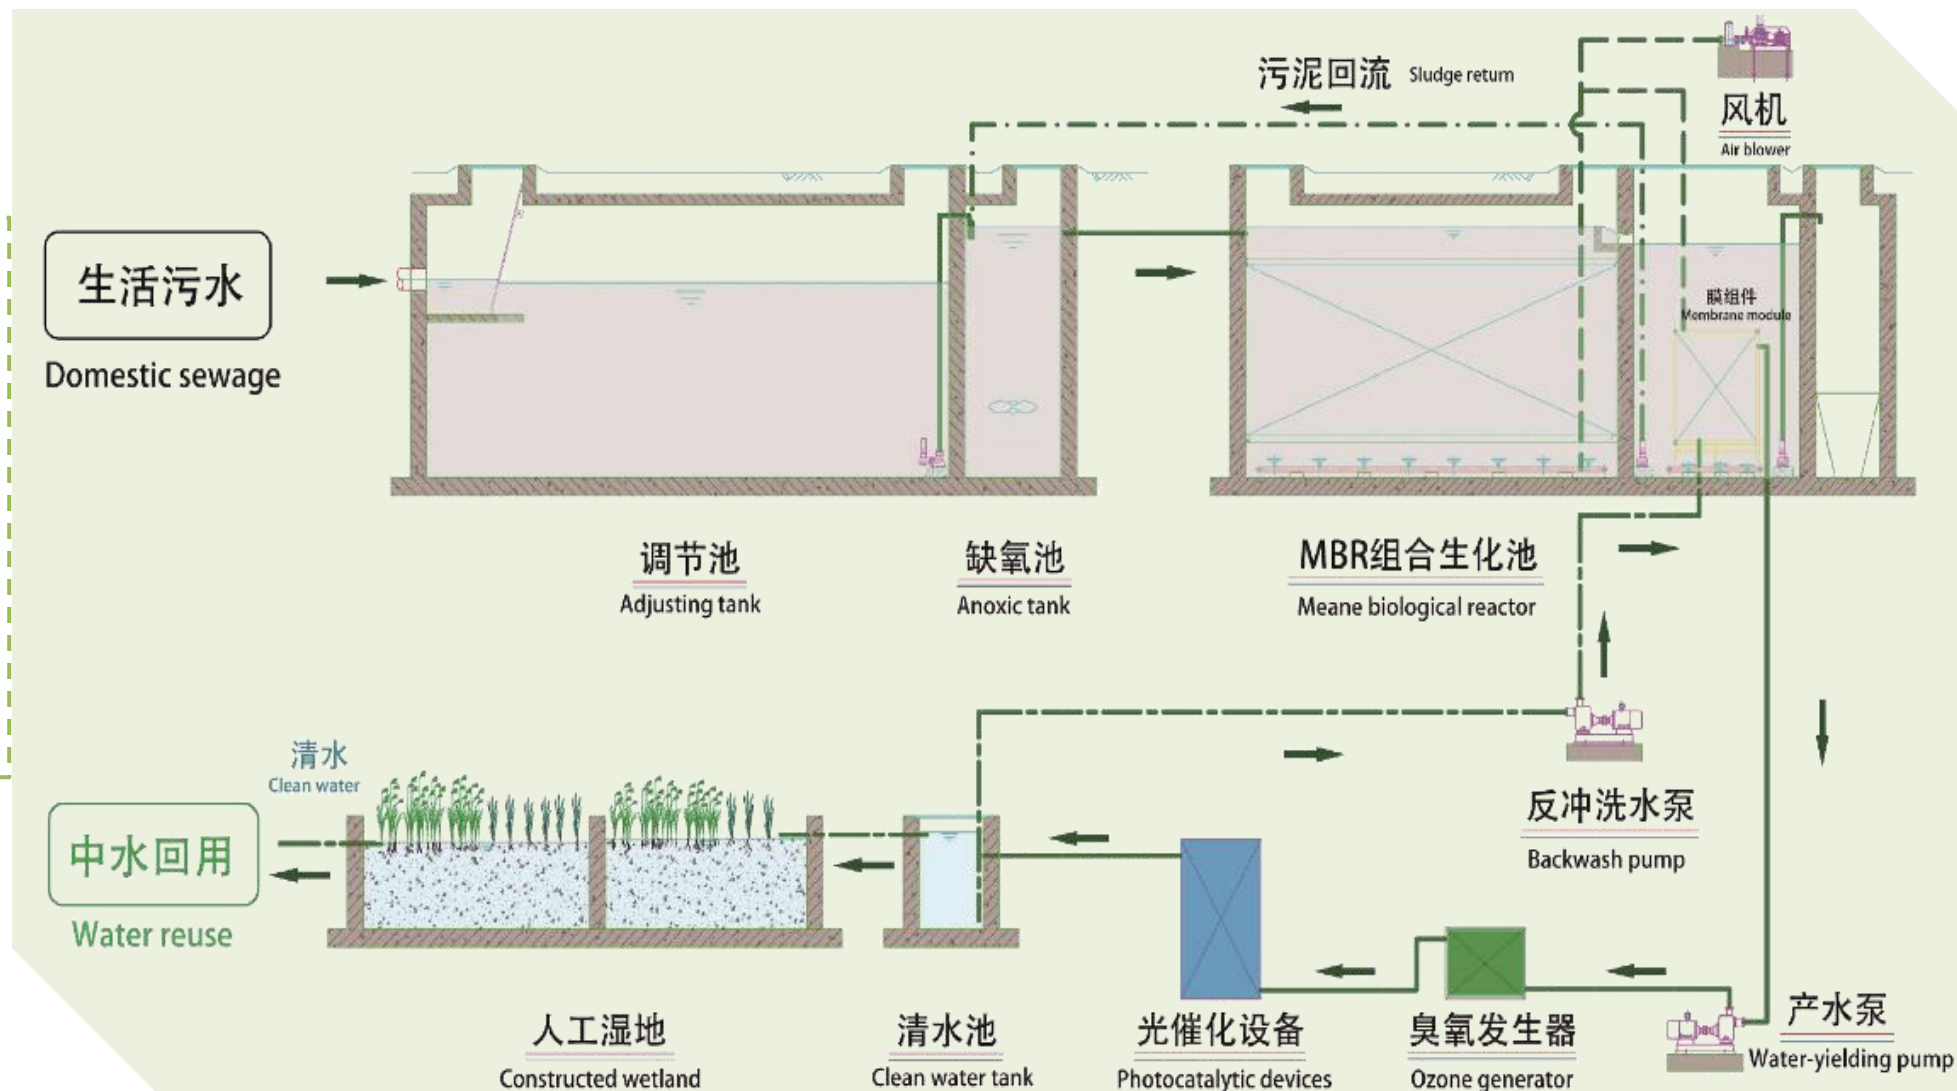 污泥回流 Sludge return
风机
Air blower
生活污水
Domestic sewage
膜组件
Membrane module
调节池
Adjusting tank
缺氧池
Anoxic tank
MBR组合生化池
Meane biological reactor
清水
Clean water
中水回用
Water reuse
反冲洗水泵
Backwash pump
人工湿地
Constructed wetland
清水池
Clean water tank
光催化设备
Photocatalytic devices
臭氧发生器
Ozone generator
产水泵
Water-yielding pump